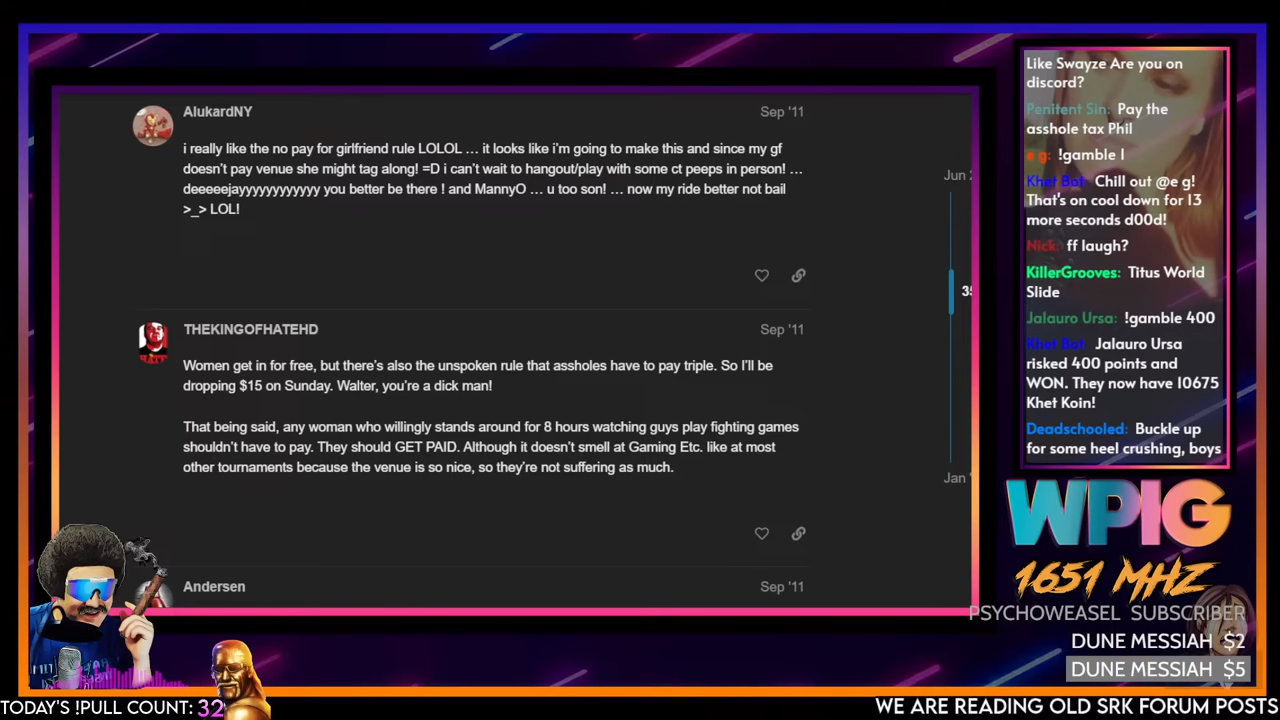 AlukardNY
Sep '11
i really like the no pay for girlfriend rule LOLOL … it looks like i'm going to make this and since my gf
doesn't pay venue she might tag along! =D i can't wait to hangout/play with some ct peeps in person! …
deeeeejayyyyyyyyyyy you better be there ! and MannyO … u too son! … now my ride better not bail
>_> LOL!
THEKINGOFHATEHD
Sep '11
Women get in for free, but there's also the unspoken rule that assholes have to pay triple. So I'll be
dropping $15 on Sunday. Walter, you're a dick man!
That being said, any woman who willingly stands around for 8 hours watching guys play fighting games
shouldn't have to pay. They should GET PAID. Although it doesn't smell at Gaming Etc. like at most
other tournaments because the venue is so nice, so they're not suffering as much.
Andersen
Sep '11
Jun 2
35
Jan '
Like Swayze Are you on
discord?
Penitent Sin: Pay the
asshole tax Phil
e g: !gamble 1
Khet Bot: Chill out @e g!
That's on cool down for 13
more seconds d00d!
Nick: ff laugh?
KillerGrooves: Titus World
Slide
Jalauro Ursa: !gamble 400
Khet Bot: Jalauro Ursa
risked 400 points and
WON. They now have 10675
Khet Koin!
Deadschooled: Buckle up
for some heel crushing, boys
WPIG
1651 MHZ
PSYCHOWEASEL SUBSCRIBER
DUNE MESSIAH $2
DUNE MESSIAH $5
TODAY'S !PULL COUNT: 32
WE ARE READING OLD SRK FORUM POSTS